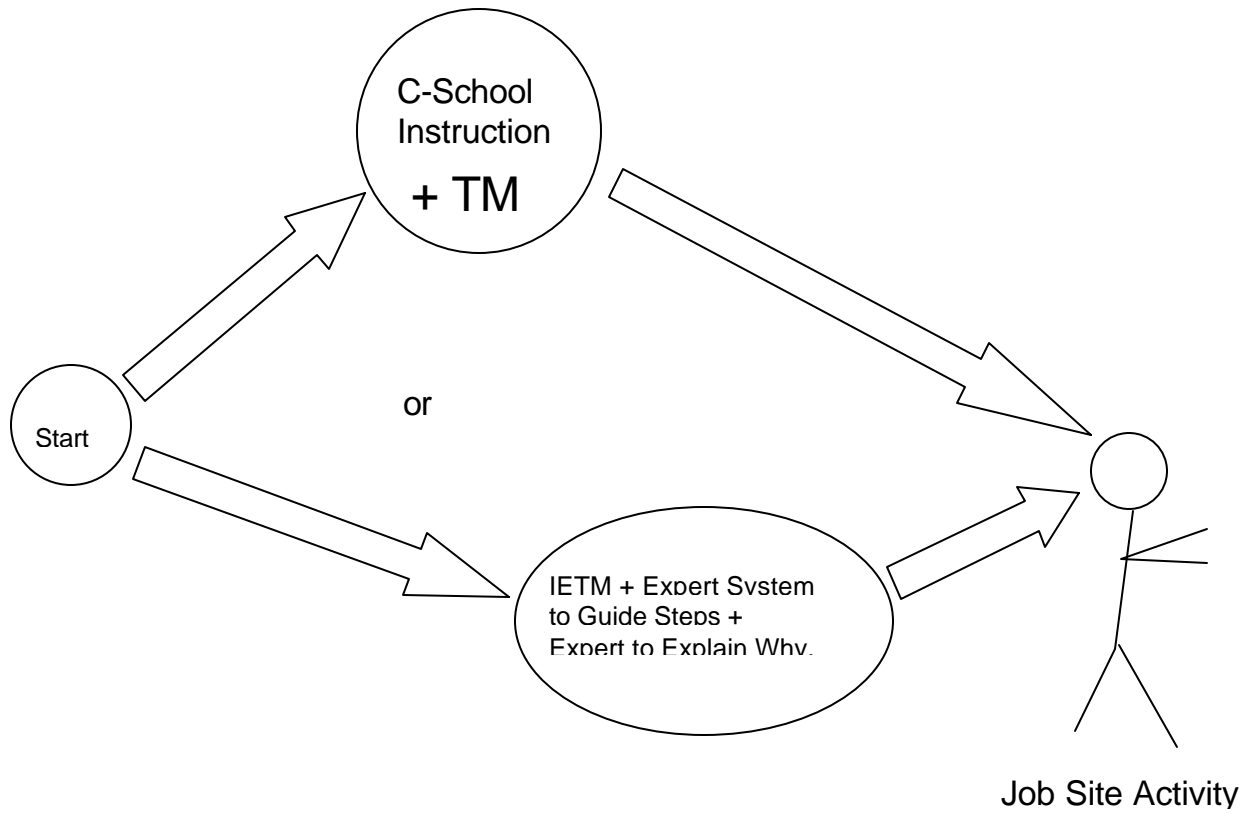 C-School
Instruction
+ TM
or
Start
IETM + Expert System
to Guide Steps +
Expert to Explain Why.
Job Site Activity